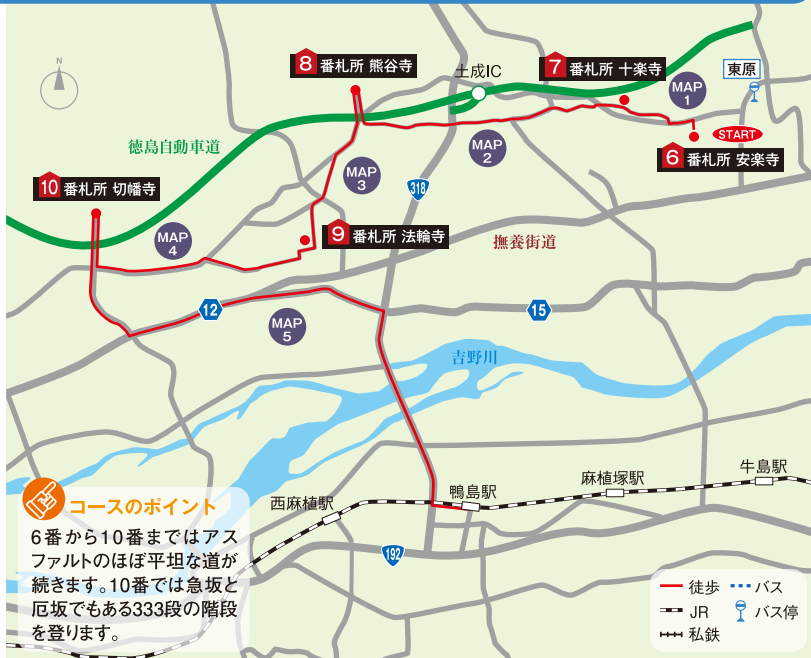 N
8 番札所 熊谷寺
土成IC
7 番札所 十楽寺
東原
MAP 1
START
6 番札所 安楽寺
MAP 2
徳島自動車道
MAP 3
318
10 番札所 切幡寺
9 番札所 法輪寺
撫養街道
MAP 4
12
15
MAP 5
吉野川
コースのポイント
6番から10番まではアス
ファルトのほぼ平坦な道が
続きます。10番では急坂と
厄坂でもある333段の階段
を登ります。
西麻植駅
鴨島駅
麻植塚駅
牛島駅
192
徒歩
バス
JR
バス停
私鉄